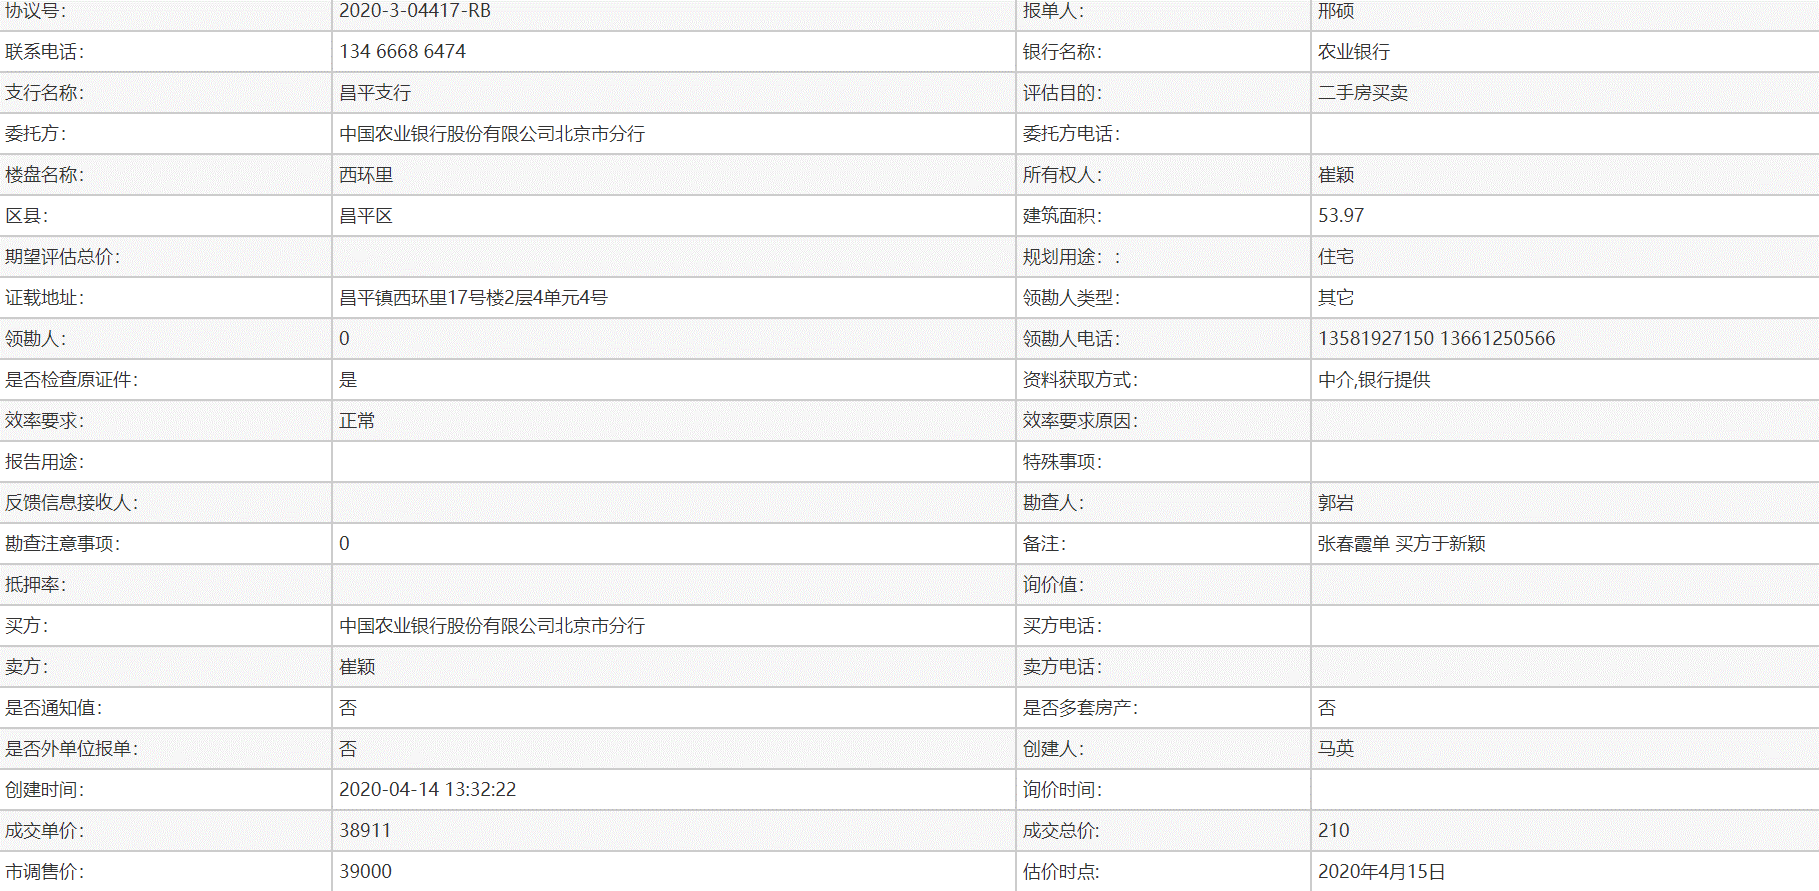 协议号： 2020-3-04417-RB 报单人： 邢硕
联系电话： 134 6668 6474 银行名称： 农业银行
支行名称： 昌平支行 评估目的： 二手房买卖
委托方： 中国农业银行股份有限公司北京市分行 委托方电话：
楼盘名称： 西环里 所有权人： 崔颖
区县： 昌平区 建筑面积： 53.97
期望评估总价： 规划用途：： 住宅
证载地址： 昌平镇西环里17号楼2层4单元4号 领勘人类型： 其它
领勘人： 0 领勘人电话： 13581927150 13661250566
是否检查原证件： 是 资料获取方式： 中介,银行提供
效率要求： 正常 效率要求原因：
报告用途： 特殊事项：
反馈信息接收人： 勘查人： 郭岩
勘查注意事项： 0 备注： 张春霞单 买方于新颖
抵押率： 询价值：
买方： 中国农业银行股份有限公司北京市分行 买方电话：
卖方： 崔颖 卖方电话：
是否通知值： 否 是否多套房产： 否
是否外单位报单： 否 创建人： 马英
创建时间： 2020-04-14 13:32:22 询价时间：
成交单价： 38911 成交总价: 210
市调售价： 39000 估价时点: 2020年4月15日